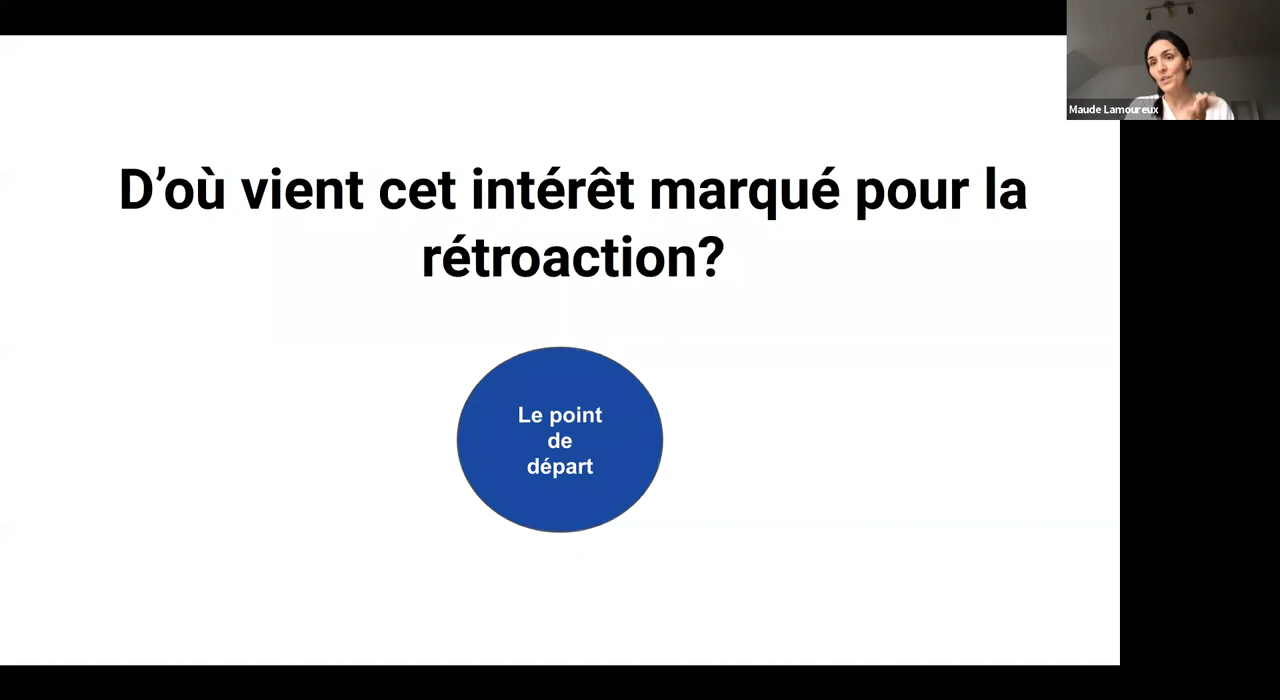 Maude Lamoureux
D’où vient cet intérêt marqué pour la
rétroaction?
Le point
de
départ